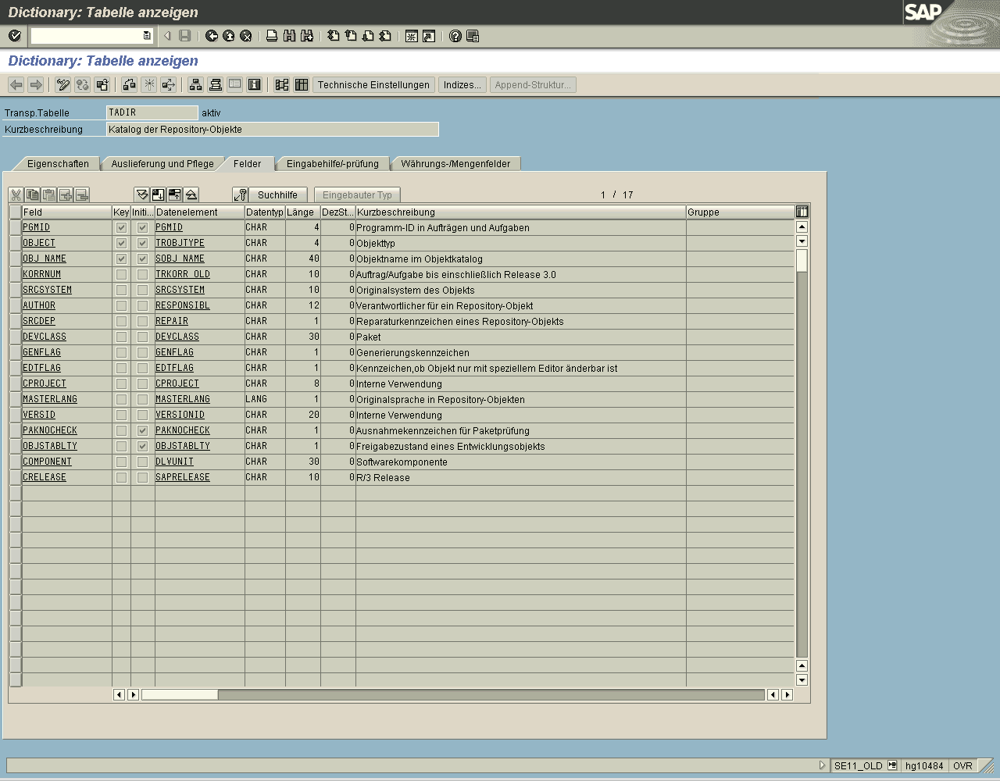 Dictionary: Tabelle anzeigen
SAP
Dictionary: Tabelle anzeigen
Technische Einstellungen Indizes... Append-Struktur...
Transp.Tabelle TADIR aktiv
Kurzbeschreibung Katalog der Repository-Objekte
Eigenschaften Auslieferung und Pflege Felder Eingabehilfe/-prüfung Währungs-/Mengenfelder
Suchhilfe Eingebauter Typ 1 / 17
Feld Key Initi... Datenelement Datentyp Länge DezSt... Kurzbeschreibung Gruppe
PGMID PGMID CHAR 4 0 Programm-ID in Aufträgen und Aufgaben
OBJECT TROBJTYPE CHAR 4 0 Objekttyp
OBJ_NAME SOBJ_NAME CHAR 40 0 Objektname im Objektkatalog
KORRNUM TRKORR_OLD CHAR 10 0 Auftrag/Aufgabe bis einschließlich Release 3.0
SRCSYSTEM SRCSYSTEM CHAR 10 0 Originalsystem des Objekts
AUTHOR RESPONSIBL CHAR 12 0 Verantwortlicher für ein Repository-Objekt
SRCDEP REPAIR CHAR 1 0 Reparaturkennzeichen eines Repository-Objekts
DEVCLASS DEVCLASS CHAR 30 0 Paket
GENFLAG GENFLAG CHAR 1 0 Generierungskennzeichen
EDTFLAG EDTFLAG CHAR 1 0 Kennzeichen,ob Objekt nur mit speziellem Editor änderbar ist
CPROJECT CPROJECT CHAR 8 0 Interne Verwendung
MASTERLANG MASTERLANG LANG 1 0 Originalsprache in Repository-Objekten
VERSID VERSIONID CHAR 20 0 Interne Verwendung
PAKNOCHECK PAKNOCHECK CHAR 1 0 Ausnahmekennzeichen für Paketprüfung
OBJSTABLTY OBJSTABLTY CHAR 1 0 Freigabezustand eines Entwicklungsobjekts
COMPONENT DLVUNIT CHAR 30 0 Softwarekomponente
CRELEASE SAPRELEASE CHAR 10 0 R/3 Release
SE11_OLD hg10484 OVR